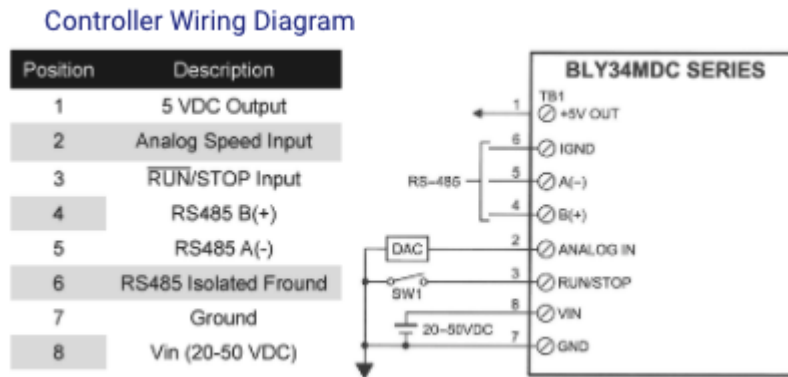 Controller Wiring Diagram
Position Description
1 5 VDC Output
2 Analog Speed Input
3 RUN/STOP Input
4 RS485 B(+)
5 RS485 A(-)
6 RS485 Isolated Fround
7 Ground
8 Vin (20-50 VDC)
BLY34MDC SERIES
TB1
1 +5V OUT
6 IGND
RS-485 5 A(-)
4 B(+)
DAC 2 ANALOG IN
SW1 3 RUN/STOP
8 VIN
20-50VDC
7 GND